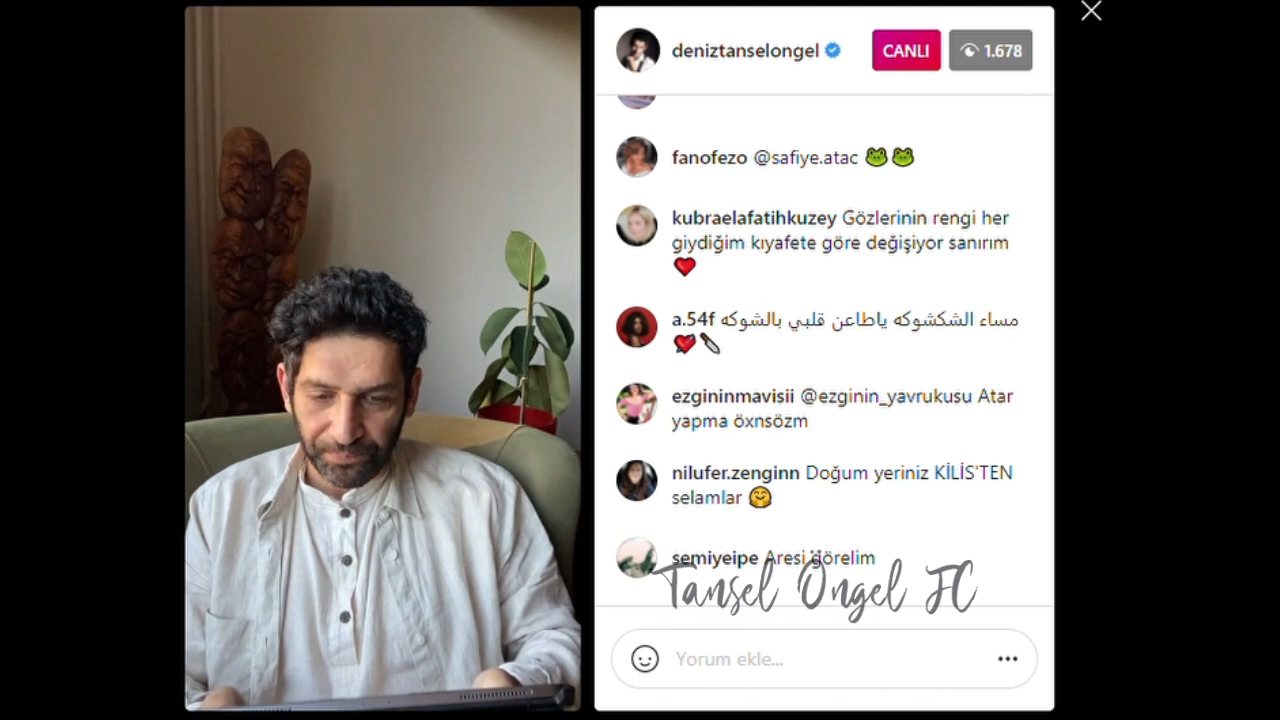 deniztanselongel
CANLI
1.678
fanofezo @safiye.atac 🐸🐸
kubraelafatihkuzey Gözlerinin rengi her
giydiğim kıyafete göre değişiyor sanırım
❤️
a.54f مساء الشكشوكه ياطاعن قلبي بالشوكه
💘🔪
ezgininmavisii @ezginin_yavrukusu Atar
yapma öxnsözm
nilufer.zenginn Doğum yeriniz KİLİS'TEN
selamlar 🤗
semiyeipe Aresi görelim
Tansel Öngel FC
Yorum ekle...